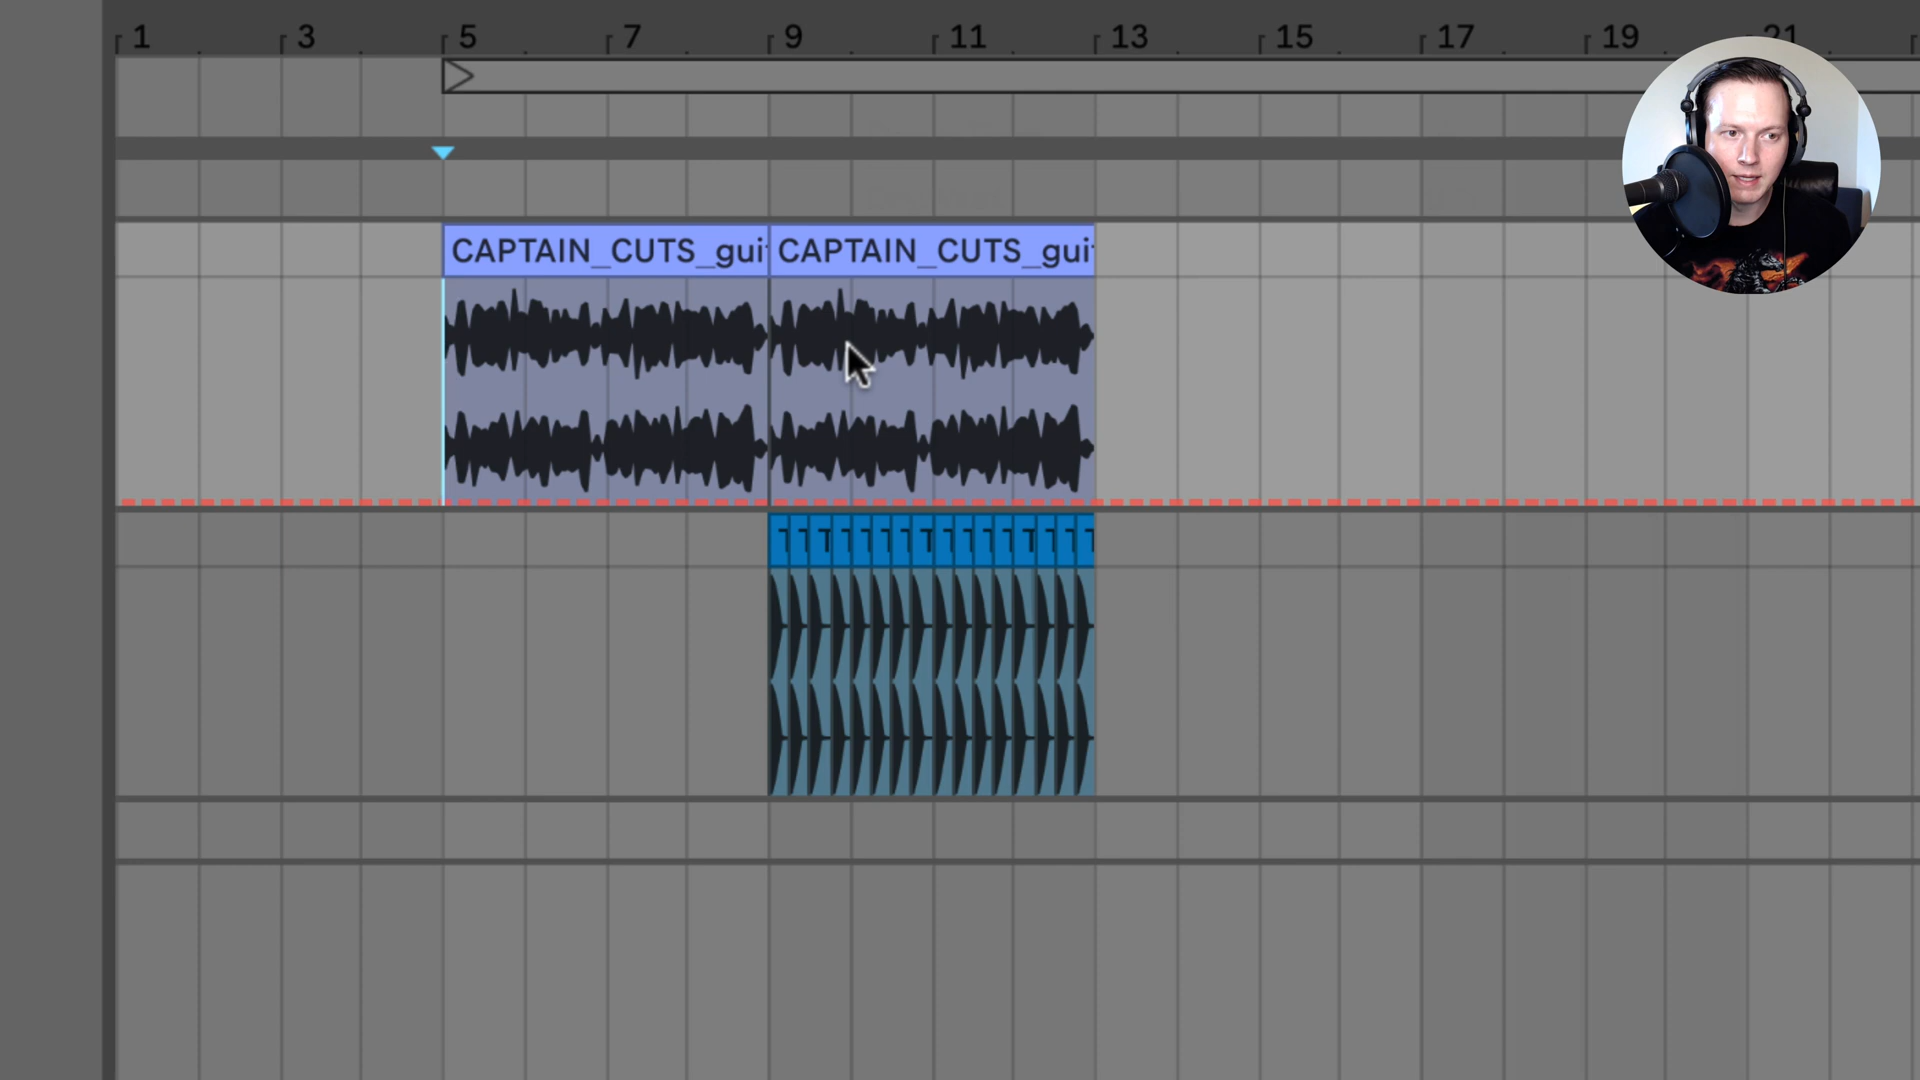 1 3 5 7 9 11 13 15 17 19 21
CAPTAIN_CUTS_gui CAPTAIN_CUTS_gui
T T T T T T T T T T T T T T T T